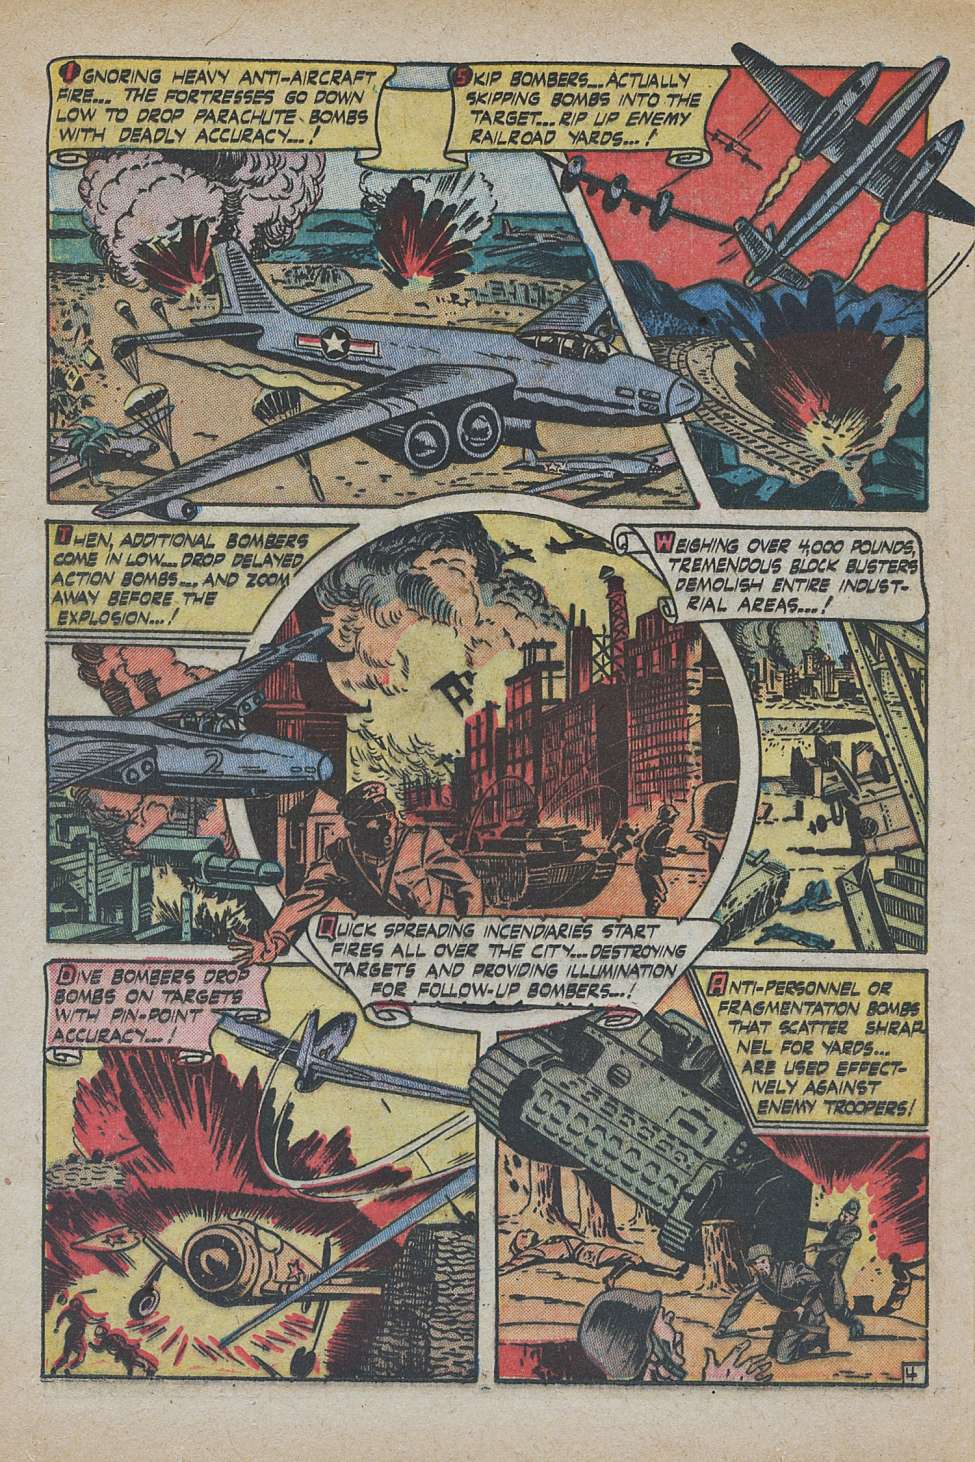 IGNORING HEAVY ANTI-AIRCRAFT
FIRE... THE FORTRESSES GO DOWN
LOW TO DROP PARACHUTE BOMBS
WITH DEADLY ACCURACY...!
SKIP BOMBERS... ACTUALLY
SKIPPING BOMBS INTO THE
TARGET... RIP UP ENEMY
RAILROAD YARDS...!
THEN, ADDITIONAL BOMBERS
COME IN LOW... DROP DELAYED
ACTION BOMBS... AND ZOOM
AWAY BEFORE THE
EXPLOSION...!
WEIGHING OVER 4,000 POUNDS,
TREMENDOUS BLOCK BUSTERS
DEMOLISH ENTIRE INDUST-
RIAL AREAS...!
2
QUICK SPREADING INCENDIARIES START
FIRES ALL OVER THE CITY... DESTROYING
TARGETS AND PROVIDING ILLUMINATION
FOR FOLLOW-UP BOMBERS...!
DIVE BOMBERS DROP
BOMBS ON TARGETS
WITH PIN-POINT
ACCURACY...!
ANTI-PERSONNEL OR
FRAGMENTATION BOMBS
THAT SCATTER SHRAP
NEL FOR YARDS...
ARE USED EFFECT-
IVELY AGAINST
ENEMY TROOPERS!
4